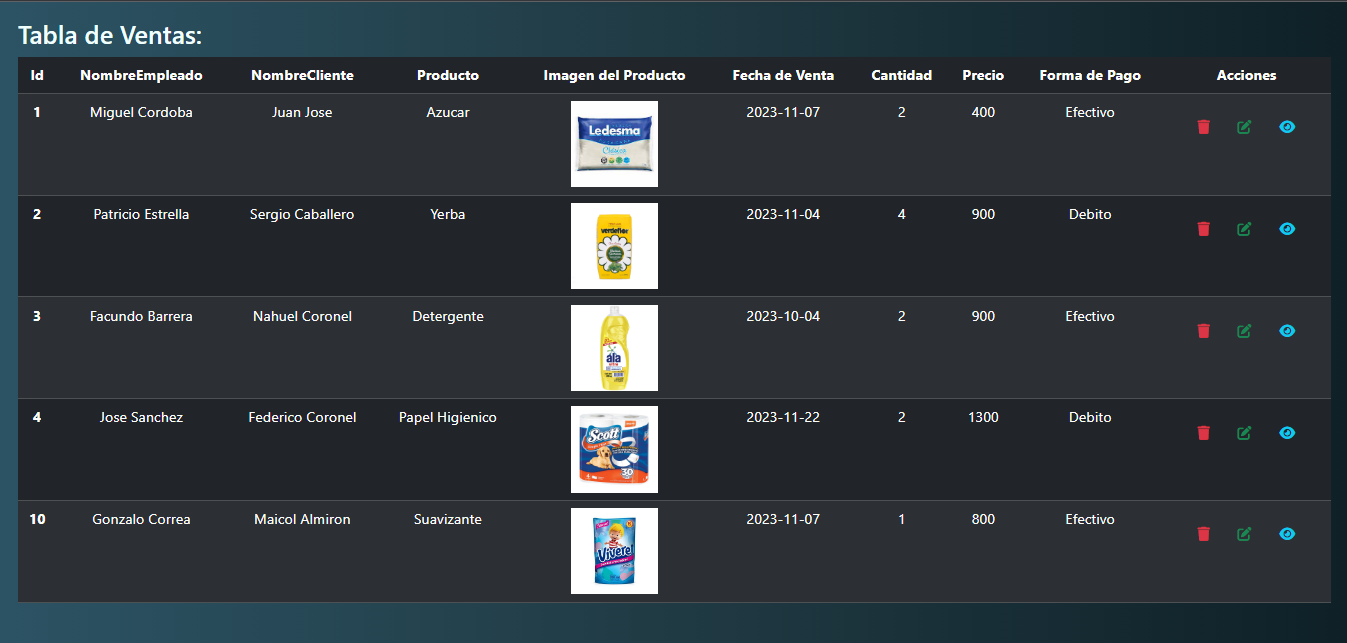 Tabla de Ventas:
Id NombreEmpleado NombreCliente Producto Imagen del Producto Fecha de Venta Cantidad Precio Forma de Pago Acciones
1 Miguel Cordoba Juan Jose Azucar 2023-11-07 2 400 Efectivo
Ledesma
Clásica
2 Patricio Estrella Sergio Caballero Yerba 2023-11-04 4 900 Debito
verdeflor
3 Facundo Barrera Nahuel Coronel Detergente 2023-10-04 2 900 Efectivo
ala
4 Jose Sanchez Federico Coronel Papel Higienico 2023-11-22 2 1300 Debito
Scott
30
10 Gonzalo Correa Maicol Almiron Suavizante 2023-11-07 1 800 Efectivo
Vivere